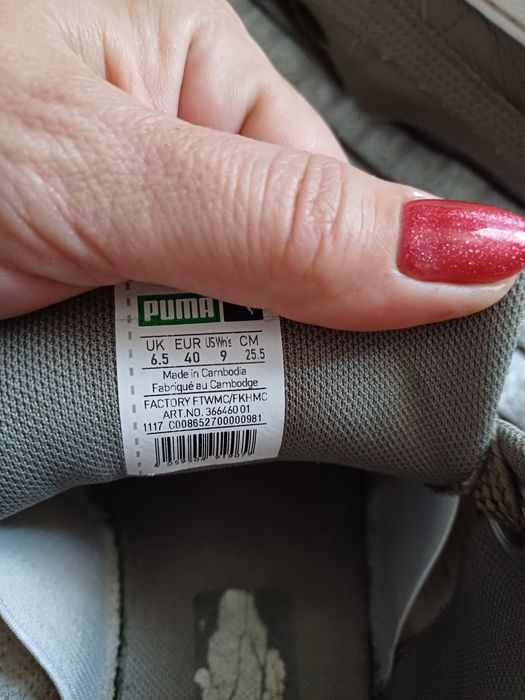 PUMA
UK EUR USWn's CM
6.5 40 9 25.5
Made in Cambodia
Fabriqué au Cambodge
FACTORY FTWMC/FKHMC
ART.NO. 366460 01
1117 C008652700000981